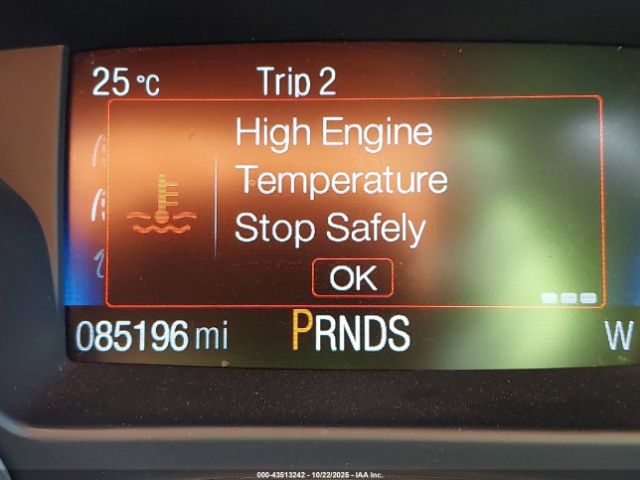 25 °C Trip 2
High Engine
Temperature
Stop Safely
OK
085196 mi PRNDS W
000-43513242 - 10/22/2025 - IAA Inc.